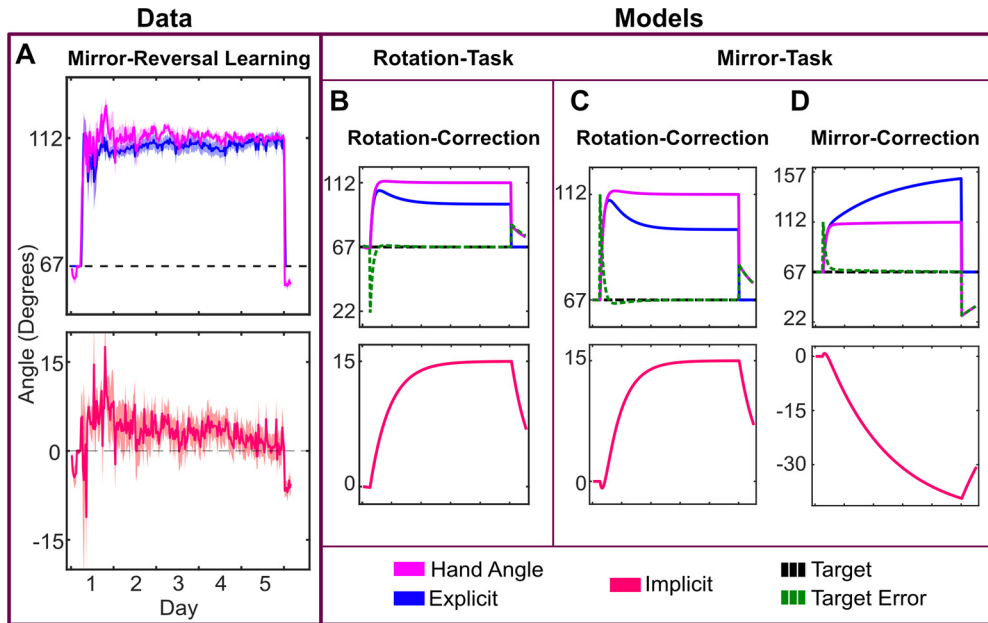 Data
Models
A
Mirror-Reversal Learning
112
67
15
0
-15
Angle (Degrees)
1 2 3 4 5
Day
Rotation-Task
Mirror-Task
B
Rotation-Correction
112
67
22
15
0
C
Rotation-Correction
112
67
15
0
D
Mirror-Correction
157
112
67
22
0
-15
-30
Hand Angle
Explicit
Implicit
Target
Target Error